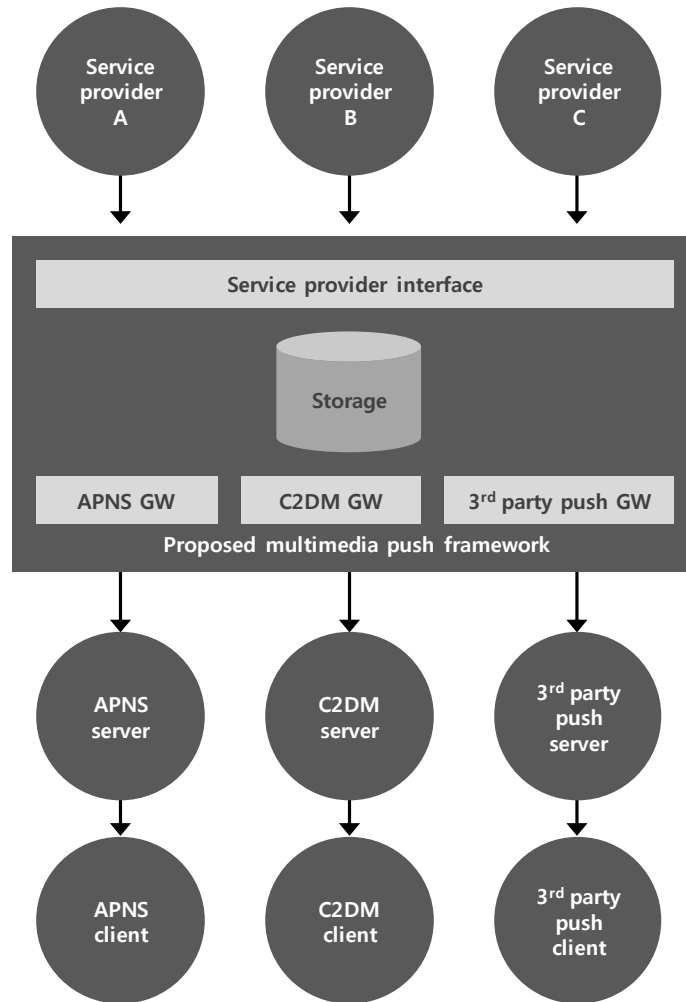 Service
provider
A
Service
provider
B
Service
provider
C
Service provider interface
Storage
APNS GW
C2DM GW
3rd party push GW
Proposed multimedia push framework
APNS
server
C2DM
server
3rd party
push
server
APNS
client
C2DM
client
3rd party
push
client